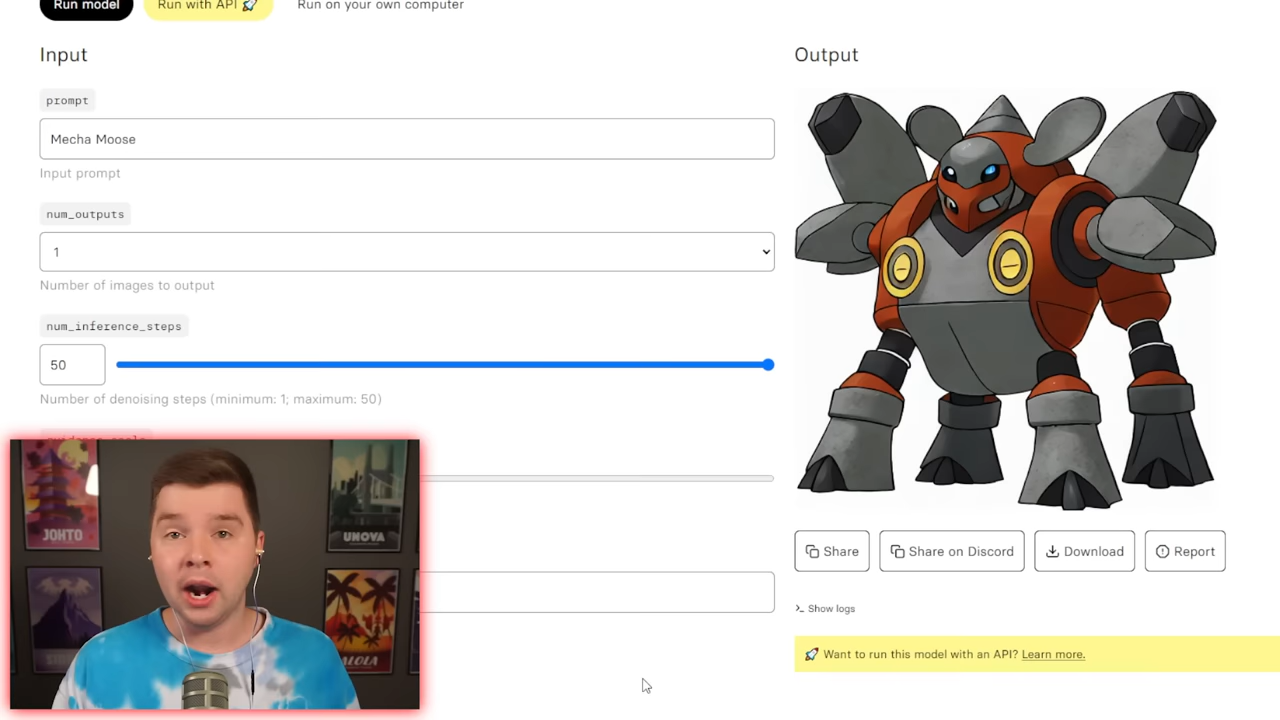 Run model
Run with API 🚀
Run on your own computer
Input
prompt
Mecha Moose
Input prompt
num_outputs
1
Number of images to output
num_inference_steps
50
Number of denoising steps (minimum: 1; maximum: 50)
guidance_scale
JOHTO
UNOVA
ALOLA
Output
Share
Share on Discord
Download
Report
>_ Show logs
🚀 Want to run this model with an API? Learn more.